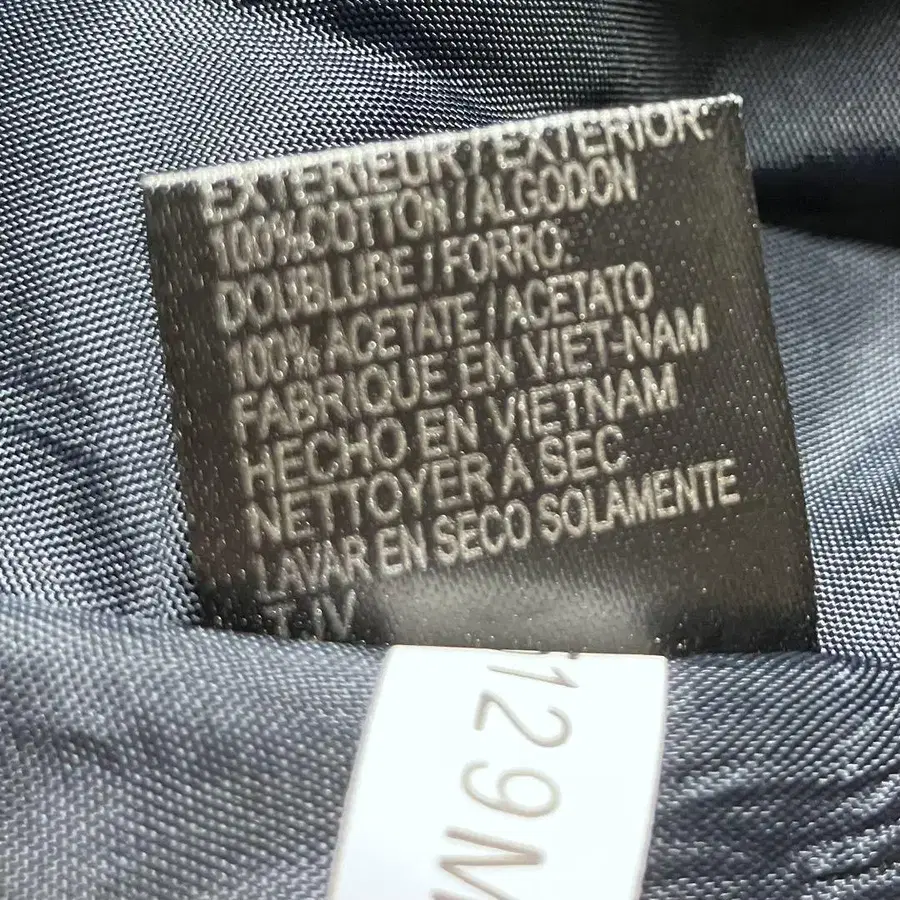 EXTERIEUR / EXTERIOR:
100%COTTON / ALGODON
DOUBLURE / FORRO:
100% ACETATE / ACETATO
FABRIQUE EN VIET-NAM
HECHO EN VIETNAM
NETTOYER A SEC
LAVAR EN SECO SOLAMENTE
129M